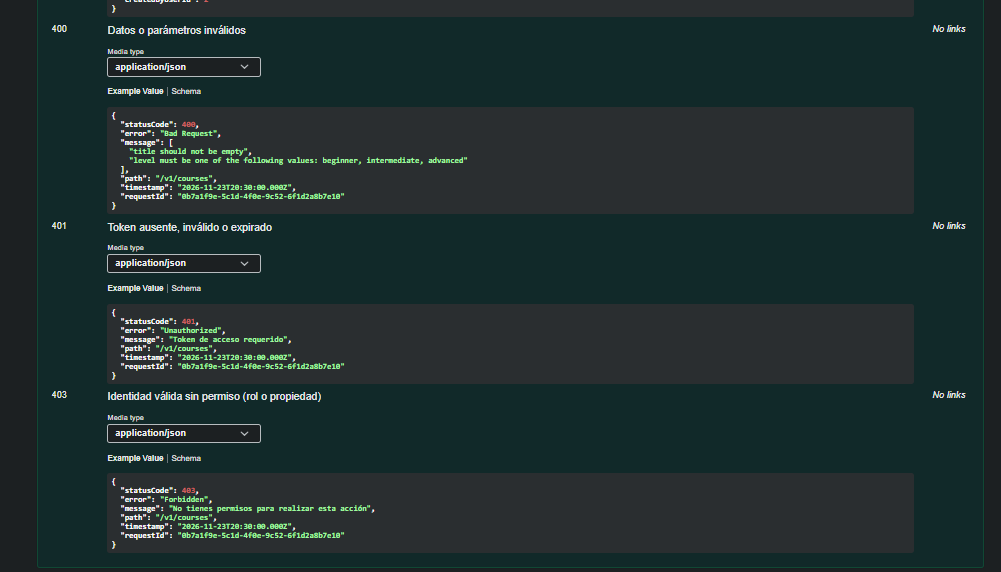 }
400 Datos o parámetros inválidos No links
Media type
application/json
Example Value | Schema
{
"statusCode": 400,
"error": "Bad Request",
"message": [
"title should not be empty",
"level must be one of the following values: beginner, intermediate, advanced"
],
"path": "/v1/courses",
"timestamp": "2026-11-23T20:30:00.000Z",
"requestId": "0b7a1f9e-5c1d-4f0e-9c52-6f1d2a8b7e10"
}
401 Token ausente, inválido o expirado No links
Media type
application/json
Example Value | Schema
{
"statusCode": 401,
"error": "Unauthorized",
"message": "Token de acceso requerido",
"path": "/v1/courses",
"timestamp": "2026-11-23T20:30:00.000Z",
"requestId": "0b7a1f9e-5c1d-4f0e-9c52-6f1d2a8b7e10"
}
403 Identidad válida sin permiso (rol o propiedad) No links
Media type
application/json
Example Value | Schema
{
"statusCode": 403,
"error": "Forbidden",
"message": "No tienes permisos para realizar esta acción",
"path": "/v1/courses",
"timestamp": "2026-11-23T20:30:00.000Z",
"requestId": "0b7a1f9e-5c1d-4f0e-9c52-6f1d2a8b7e10"
}